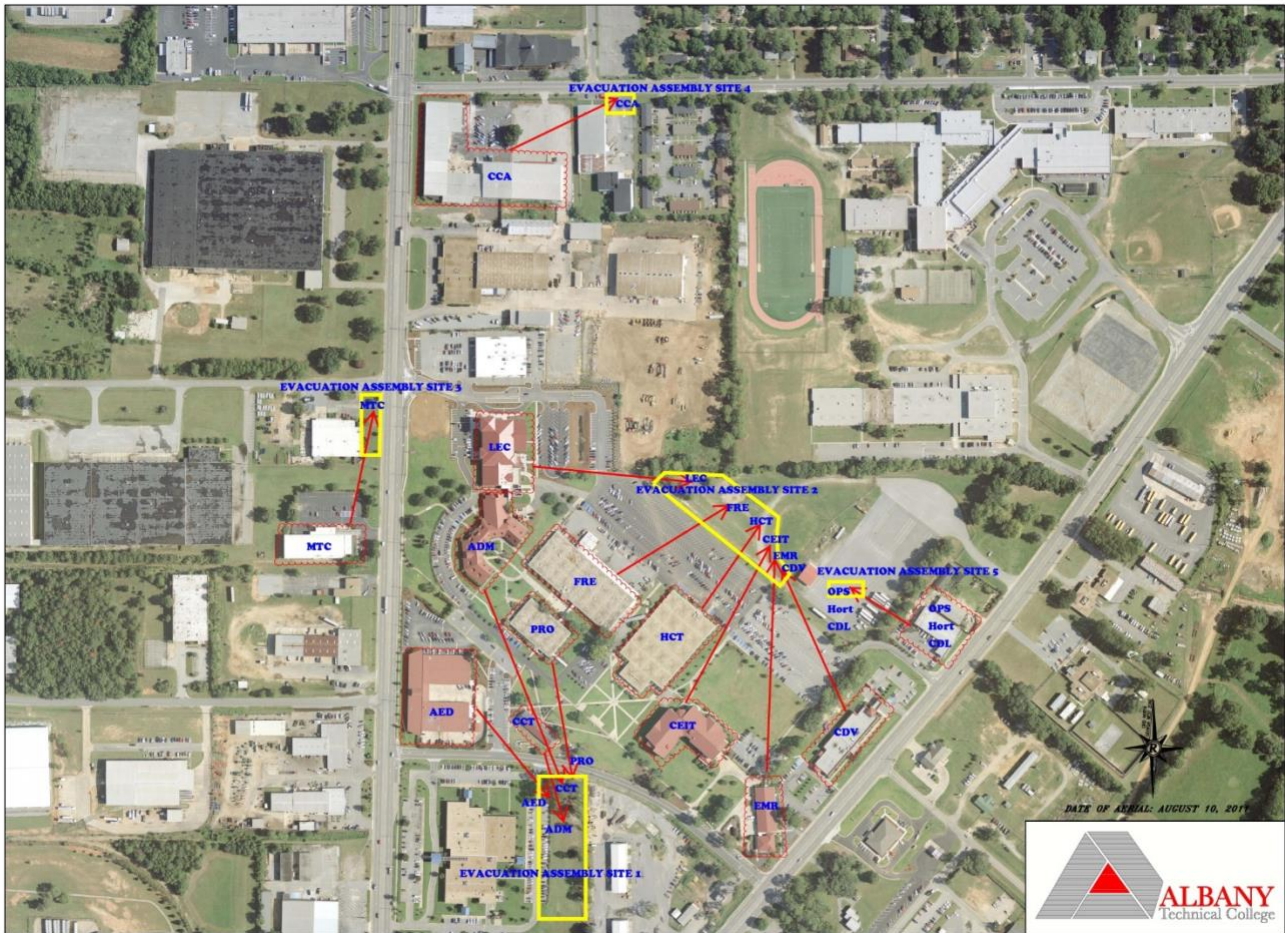 EVACUATION ASSEMBLY SITE 4
CCA
CCA
EVACUATION ASSEMBLY SITE 3
MTC
MTC
LEC
LEC
EVACUATION ASSEMBLY SITE 2
FRE
HCT
CEIT
EMR
CDV
ADM
FRE
PRO
HCT
EVACUATION ASSEMBLY SITE 5
OPS
Hort
CDL
OPS
Hort
CDL
AED
CCT
CEIT
CDV
PRO
CCT
AED
ADM
EMR
EVACUATION ASSEMBLY SITE 1
R
DATE OF AERIAL: AUGUST 10, 201
ALBANY
Technical College